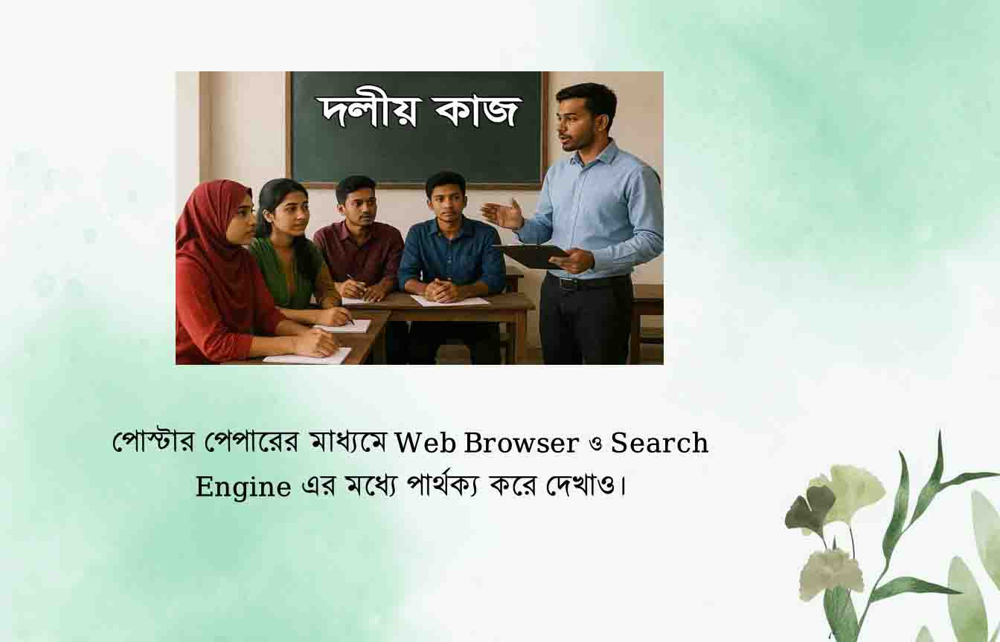 দলীয় কাজ
পোস্টার পেপারের মাধ্যমে Web Browser ও Search
Engine এর মধ্যে পার্থক্য করে দেখাও।